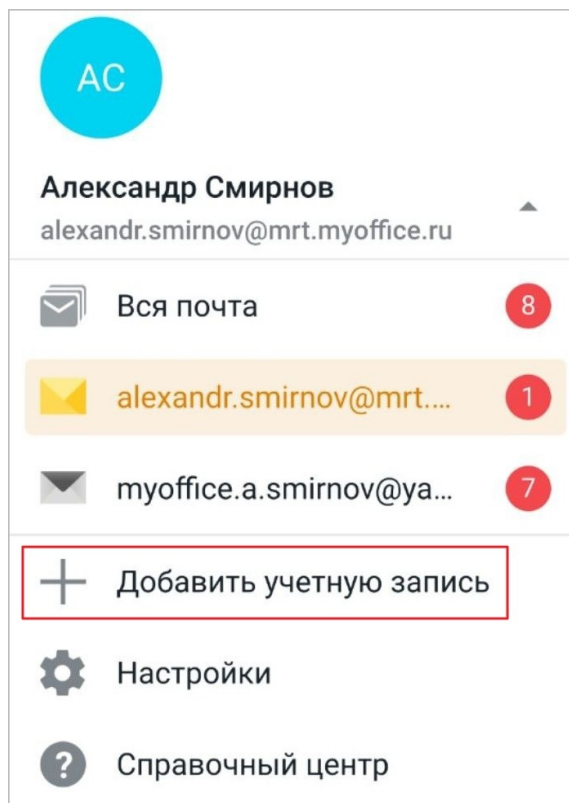 АС
Александр Смирнов
alexandr.smirnov@mrt.myoffice.ru
Вся почта 8
alexandr.smirnov@mrt.... 1
myoffice.a.smirnov@ya... 7
Добавить учетную запись
Настройки
? Справочный центр